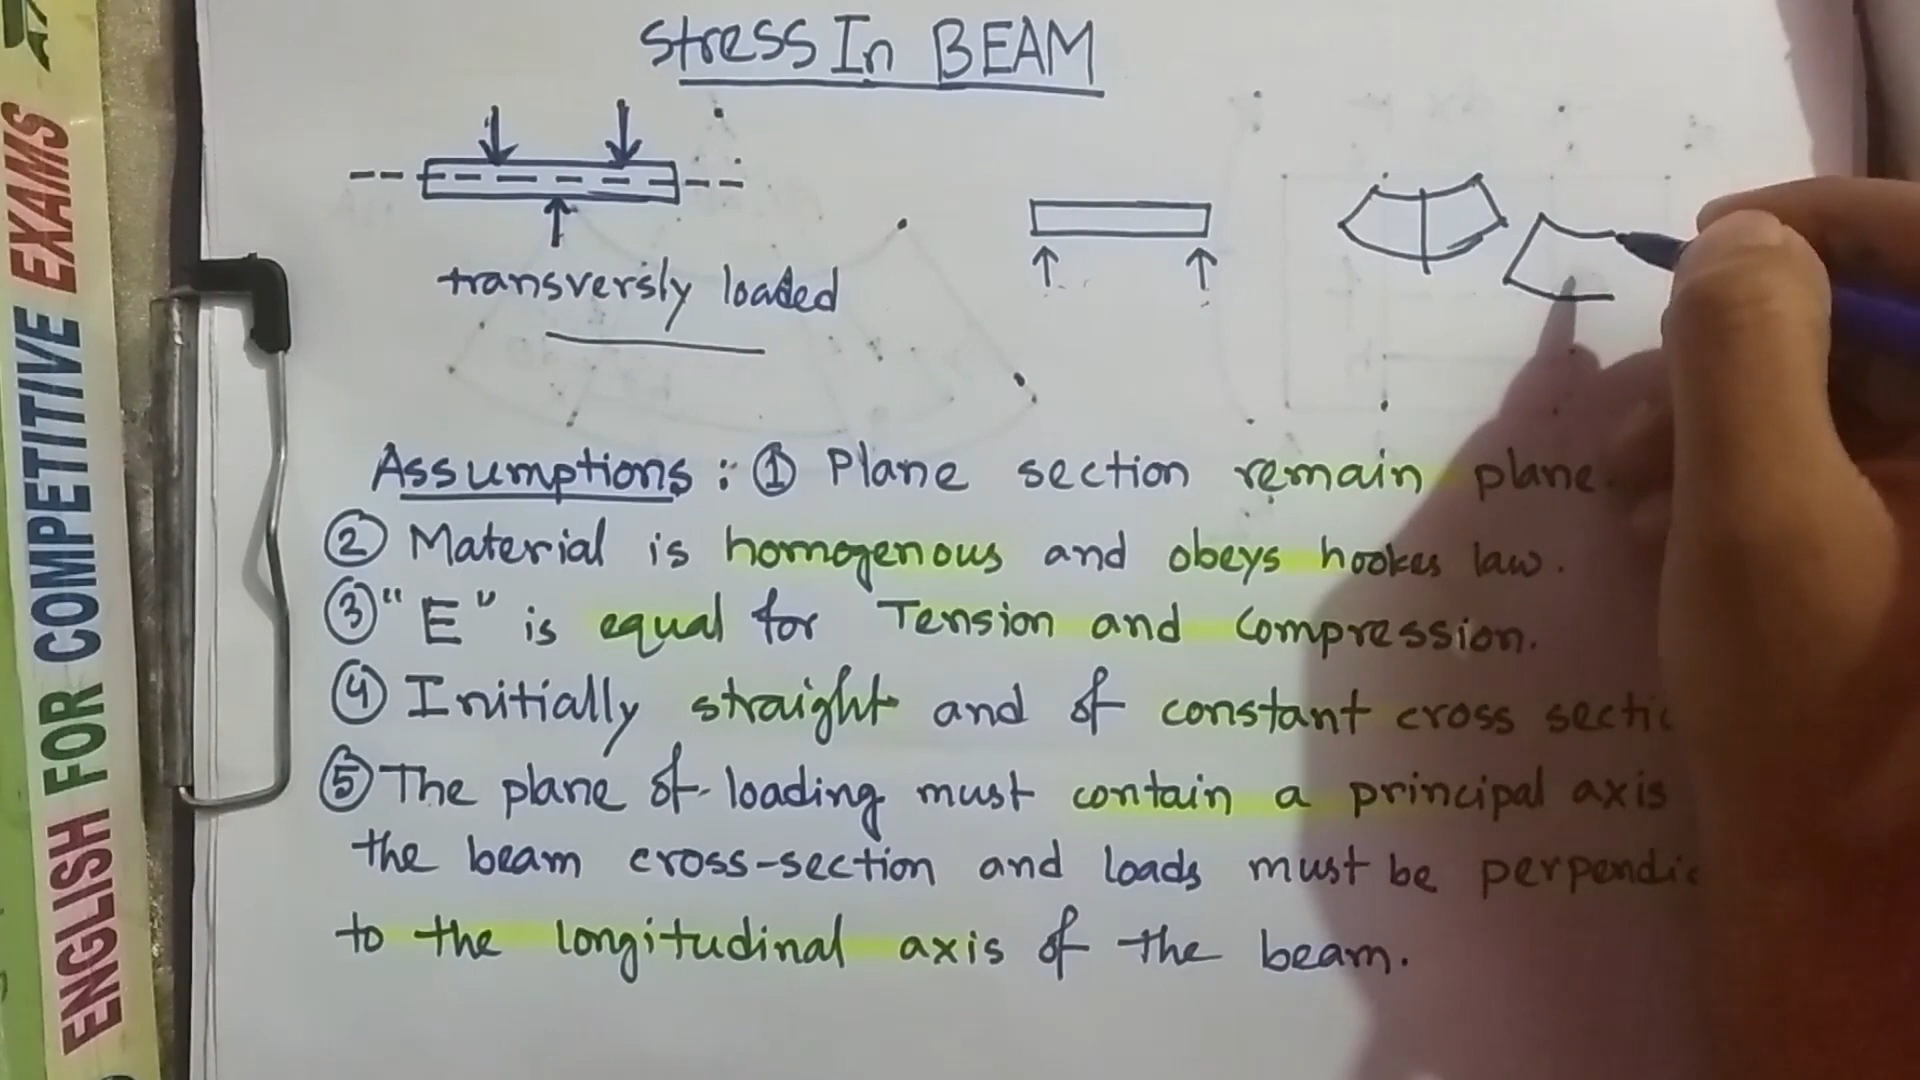 Stress In BEAM
transversly loaded
Assumptions : ① Plane section remain plane.
② Material is homogenous and obeys hookes law.
③ "E" is equal for Tension and Compression.
④ Initially straight and of constant cross
⑤ The plane of loading must contain a principal axis
the beam cross-section and loads must be
to the longitudinal axis of the beam.
ENGLISH FOR COMPETITIVE EXAMS